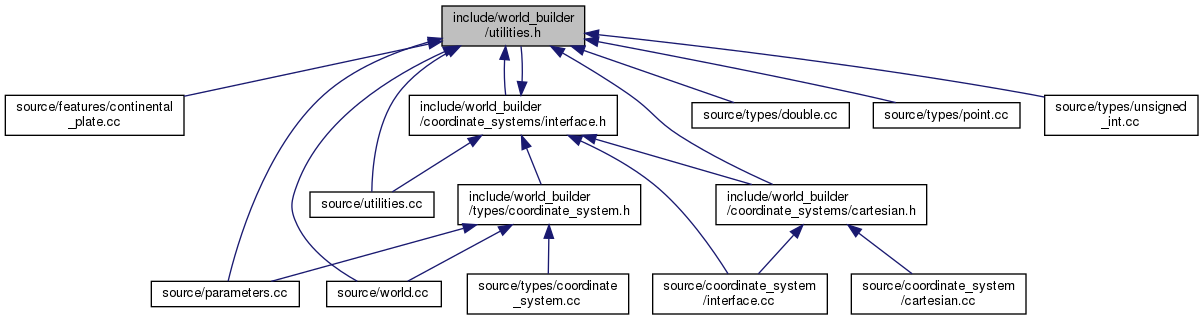 include/world_builder
/utilities.h
source/features/continental
_plate.cc
include/world_builder
/coordinate_systems/interface.h
source/types/double.cc
source/types/point.cc
source/types/unsigned
_int.cc
source/utilities.cc
include/world_builder
/types/coordinate_system.h
include/world_builder
/coordinate_systems/cartesian.h
source/parameters.cc
source/world.cc
source/types/coordinate
_system.cc
source/coordinate_system
/interface.cc
source/coordinate_system
/cartesian.cc